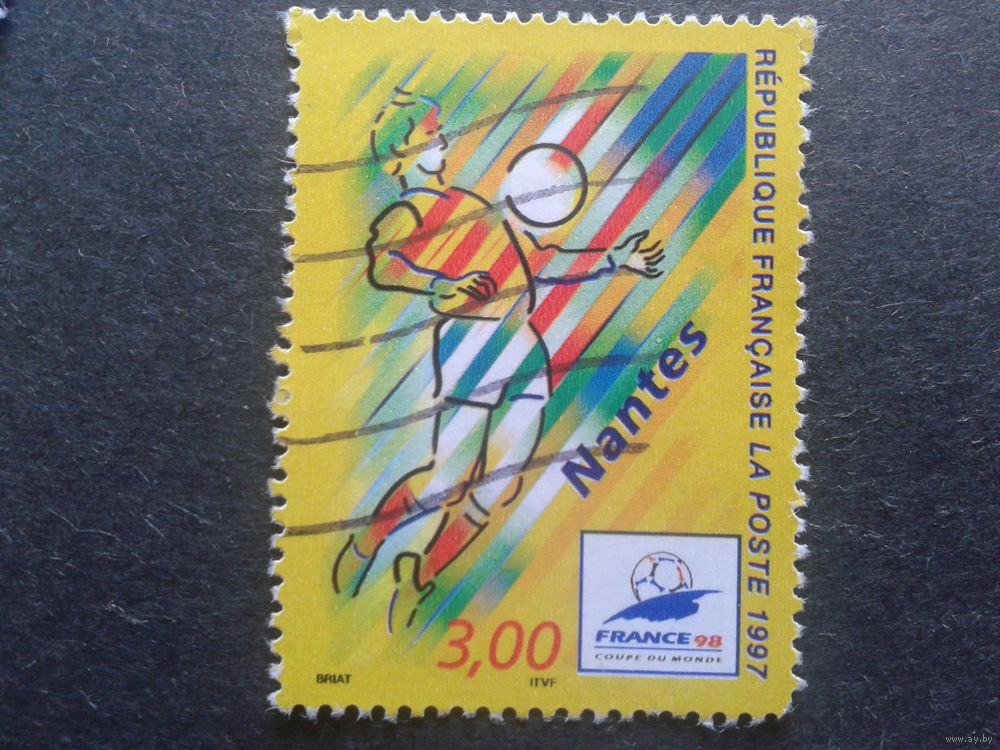 RÉPUBLIQUE FRANÇAISE LA POSTE 1997
Nantes
FRANCE 98
COUPE DU MONDE
3,00
BRIAT
ITVF
www.ay.by